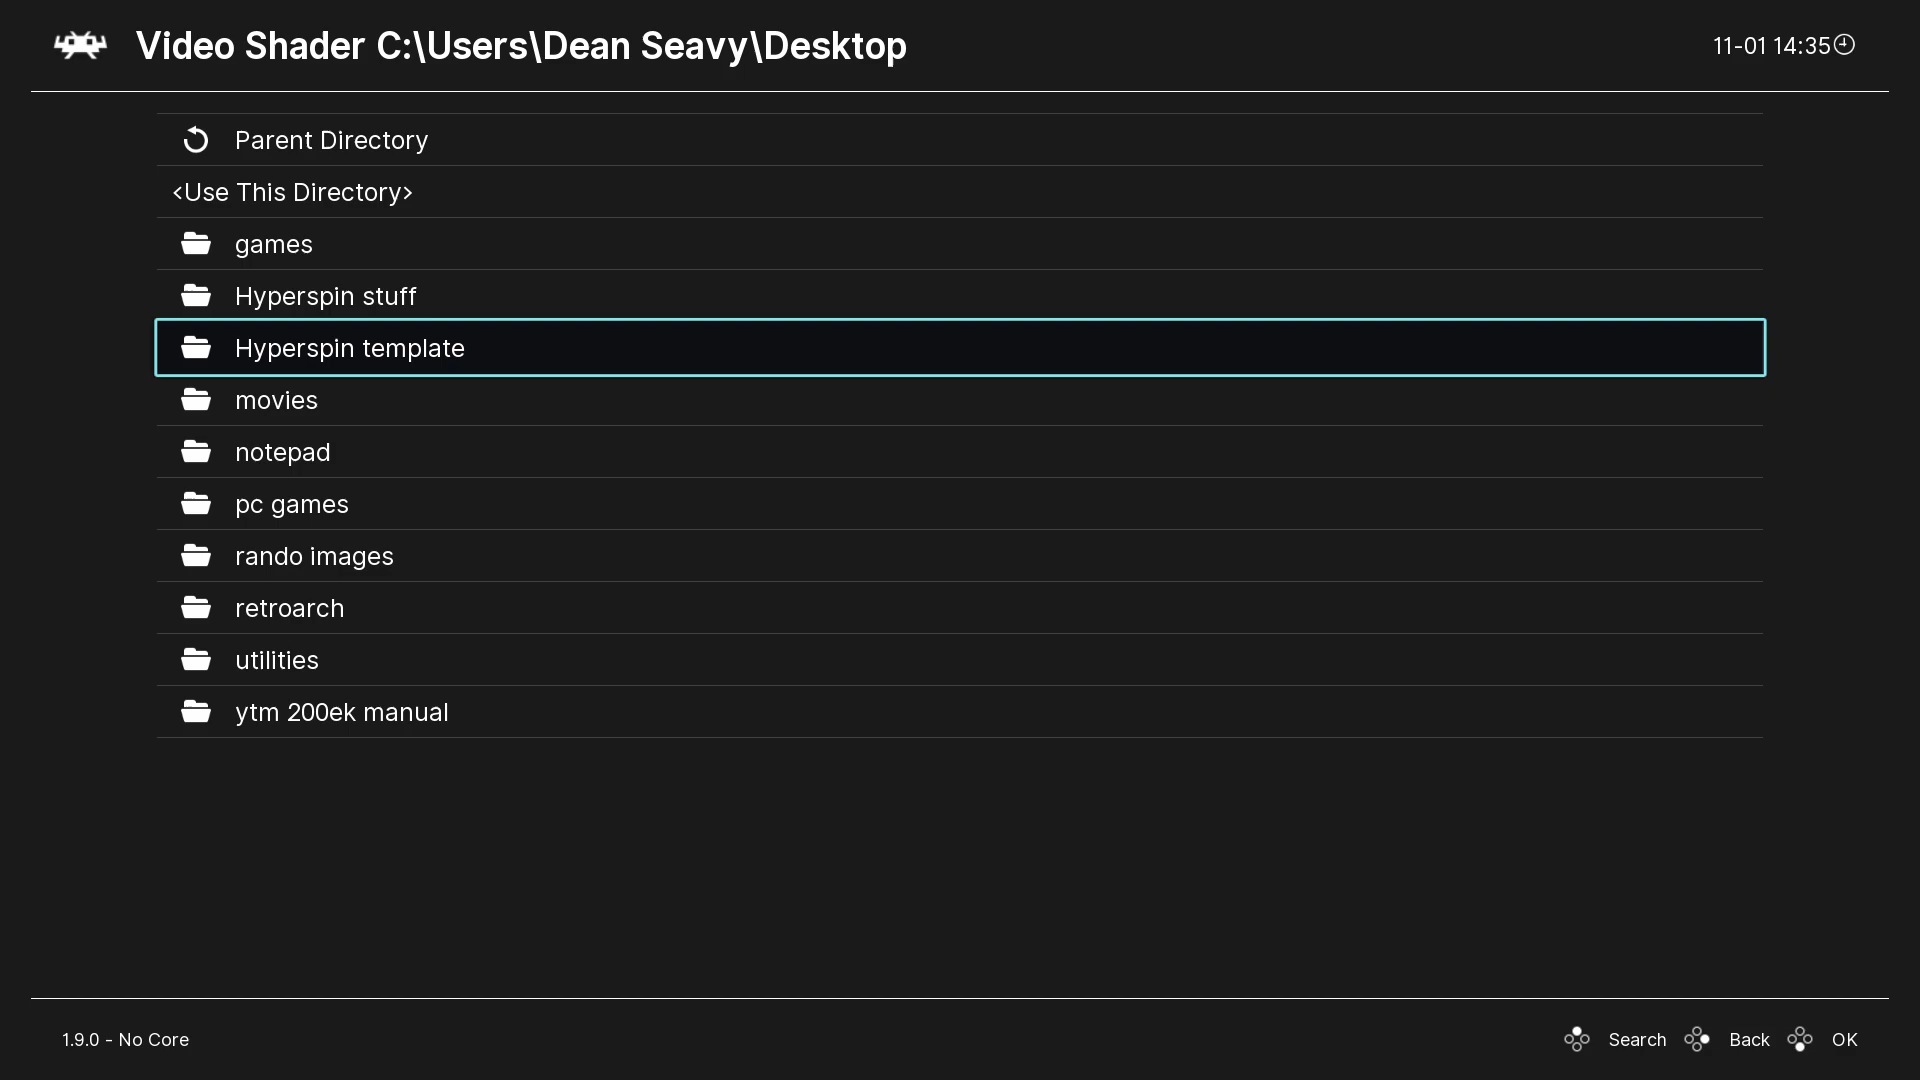 Video Shader C:\Users\Dean Seavy\Desktop
11-01 14:35
Parent Directory
<Use This Directory>
games
Hyperspin stuff
Hyperspin template
movies
notepad
pc games
rando images
retroarch
utilities
ytm 200ek manual
1.9.0 - No Core
Search Back OK